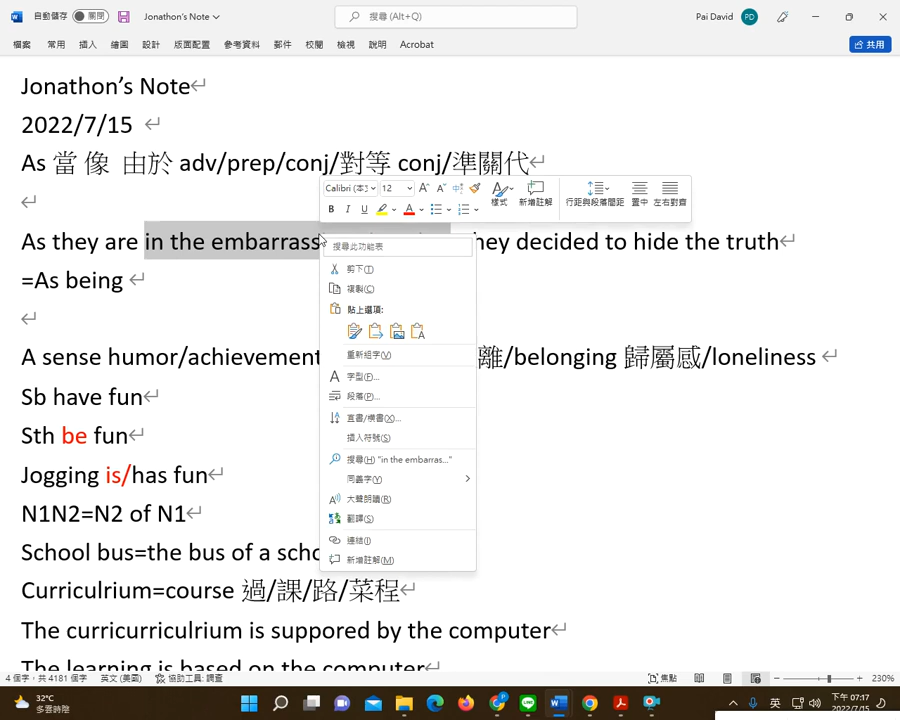 自動儲存 關閉 Jonathon's Note 搜尋 (Alt+Q) Pai David PD
檔案 常用 插入 繪圖 設計 版面配置 參考資料 郵件 校閱 檢視 說明 Acrobat 共用
Jonathon's Note
2022/7/15
As 當 像 由於 adv/prep/conj/對等 conj/準關代
Calibri (本文 12 樣式 新增註解 行距與段落間距 置中 左右對齊
B I U A
As they are in the embarrass hey decided to hide the truth
搜尋此功能表
=As being
剪下(T)
複製(C)
貼上選項:
重新組字(V)
A sense humor/achievement 離/belonging 歸屬感/loneliness
字型(F)...
段落(P)...
Sb have fun
直書/橫書(X)...
Sth be fun
插入符號(S)
搜尋(H) "in the embarras..."
Jogging is/has fun
同義字(Y)
大聲朗讀(R)
N1N2=N2 of N1
翻譯(S)
連結(I)
School bus=the bus of a scho
新增註解(M)
Curriculrium=course 過/課/路/菜程
The curricurriculrium is suppored by the computer
The learning is based on the computer
4 個字，共 4181 個字 英文 (美國) 協助工具: 調查 焦點 230%
32°C
多雲時陰
英 下午 07:17
2022/7/15